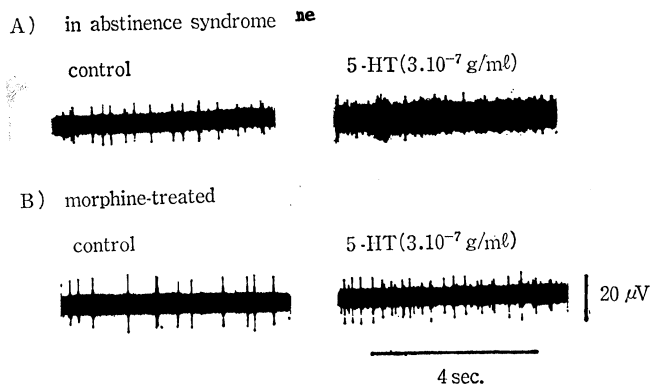 A) in abstinence syndrome ne
control 5-HT(3.10⁻⁷ g/mℓ)
B) morphine-treated
control 5-HT(3.10⁻⁷ g/mℓ)
20 μV
4 sec.